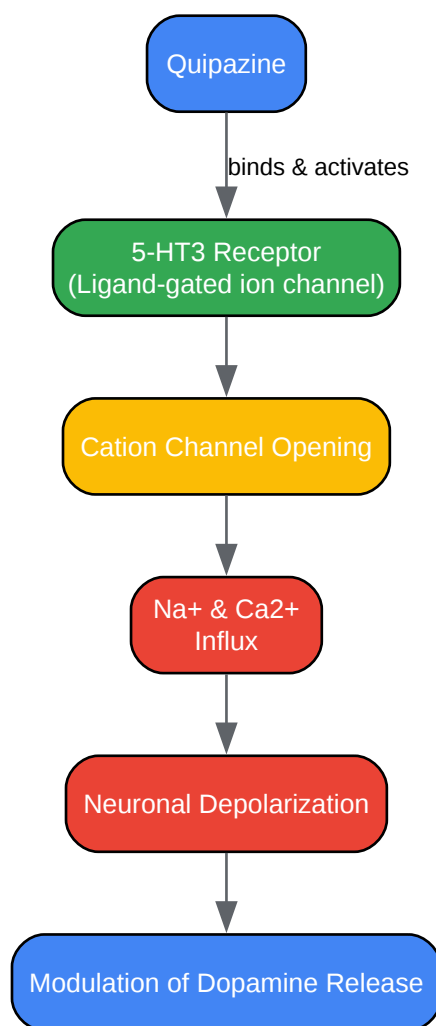 Quipazine
binds & activates
5-HT3 Receptor
(Ligand-gated ion channel)
Cation Channel Opening
Na+ & Ca2+
Influx
Neuronal Depolarization
Modulation of Dopamine Release